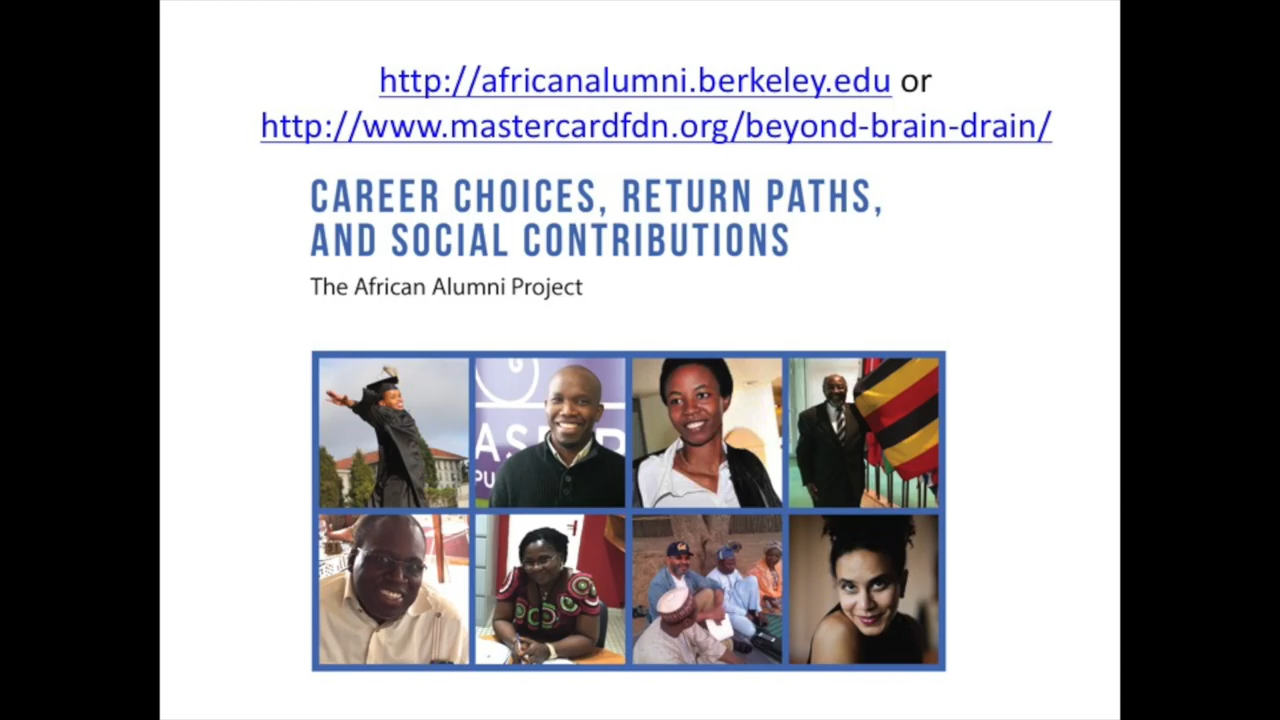 http://africanalumni.berkeley.edu or
http://www.mastercardfdn.org/beyond-brain-drain/
CAREER CHOICES, RETURN PATHS,
AND SOCIAL CONTRIBUTIONS
The African Alumni Project